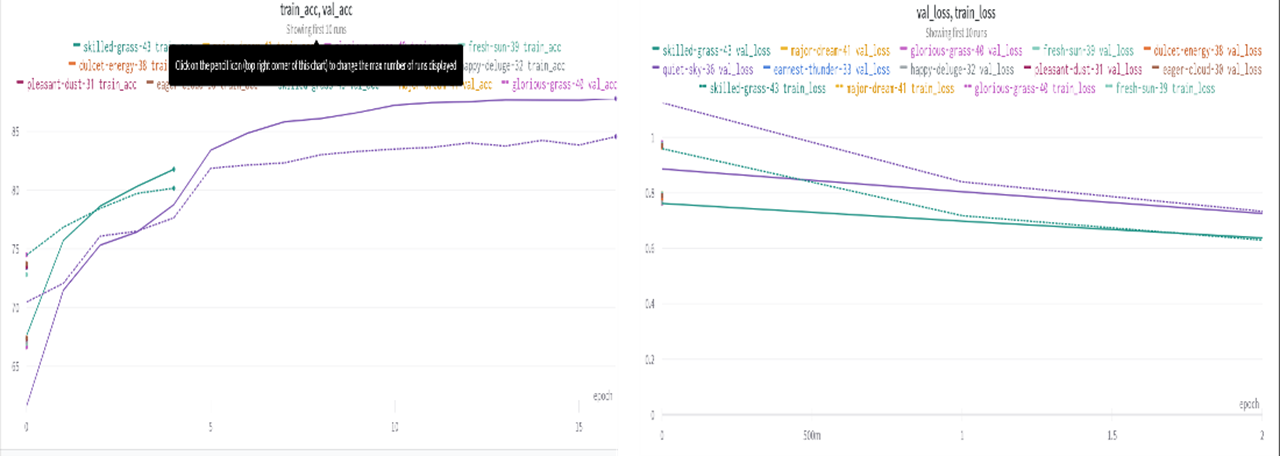 train_acc, val_acc
Showing first 10 runs
skilled-grass-43 fresh-sun-39 train_acc
dulcet-energy-38 happy-deluge-32 train_acc
Click on the pencil icon (top right corner of this chart) to change the max number of runs displayed
pleasant-dust-31 train_acc val_acc glorious-grass-40 val_acc
85
80
75
70
65
epoch
0 5 10 15
val_loss, train_loss
Showing first 10 runs
skilled-grass-43 val_loss major-dream-41 val_loss glorious-grass-40 val_loss fresh-sun-39 val_loss dulcet-energy-38 val_loss
quiet-sky-36 val_loss earnest-thunder-33 val_loss happy-deluge-32 val_loss pleasant-dust-31 val_loss eager-cloud-30 val_loss
skilled-grass-43 train_loss major-dream-41 train_loss glorious-grass-40 train_loss fresh-sun-39 train_loss
1
0.8
0.6
0.4
0.2
0
epoch
0 500m 1 1.5 2